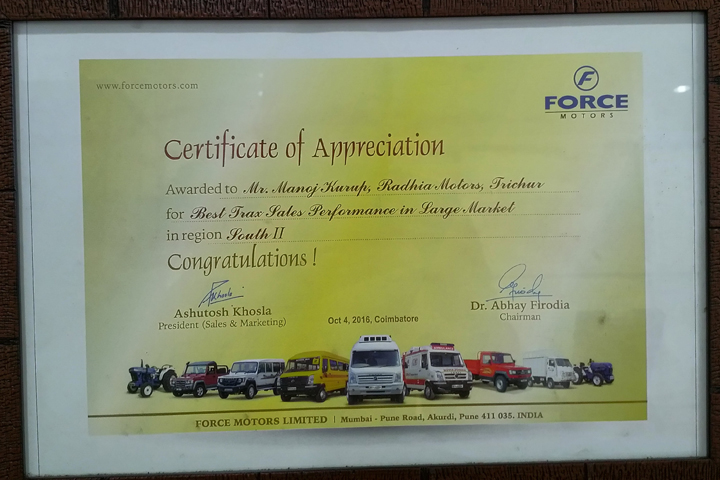 www.forcemotors.com
F
FORCE
MOTORS
Certificate of Appreciation
Awarded to Mr. Manoj Kurup, Radhia Motors, Trichur
for Best Trax Sales Performance in Large Market
in region South II
Congratulations !
Ashutosh Khosla
President (Sales & Marketing)
Oct 4, 2016, Coimbatore
Dr. Abhay Firodia
Chairman
FORCE MOTORS LIMITED | Mumbai - Pune Road, Akurdi, Pune 411 035. INDIA